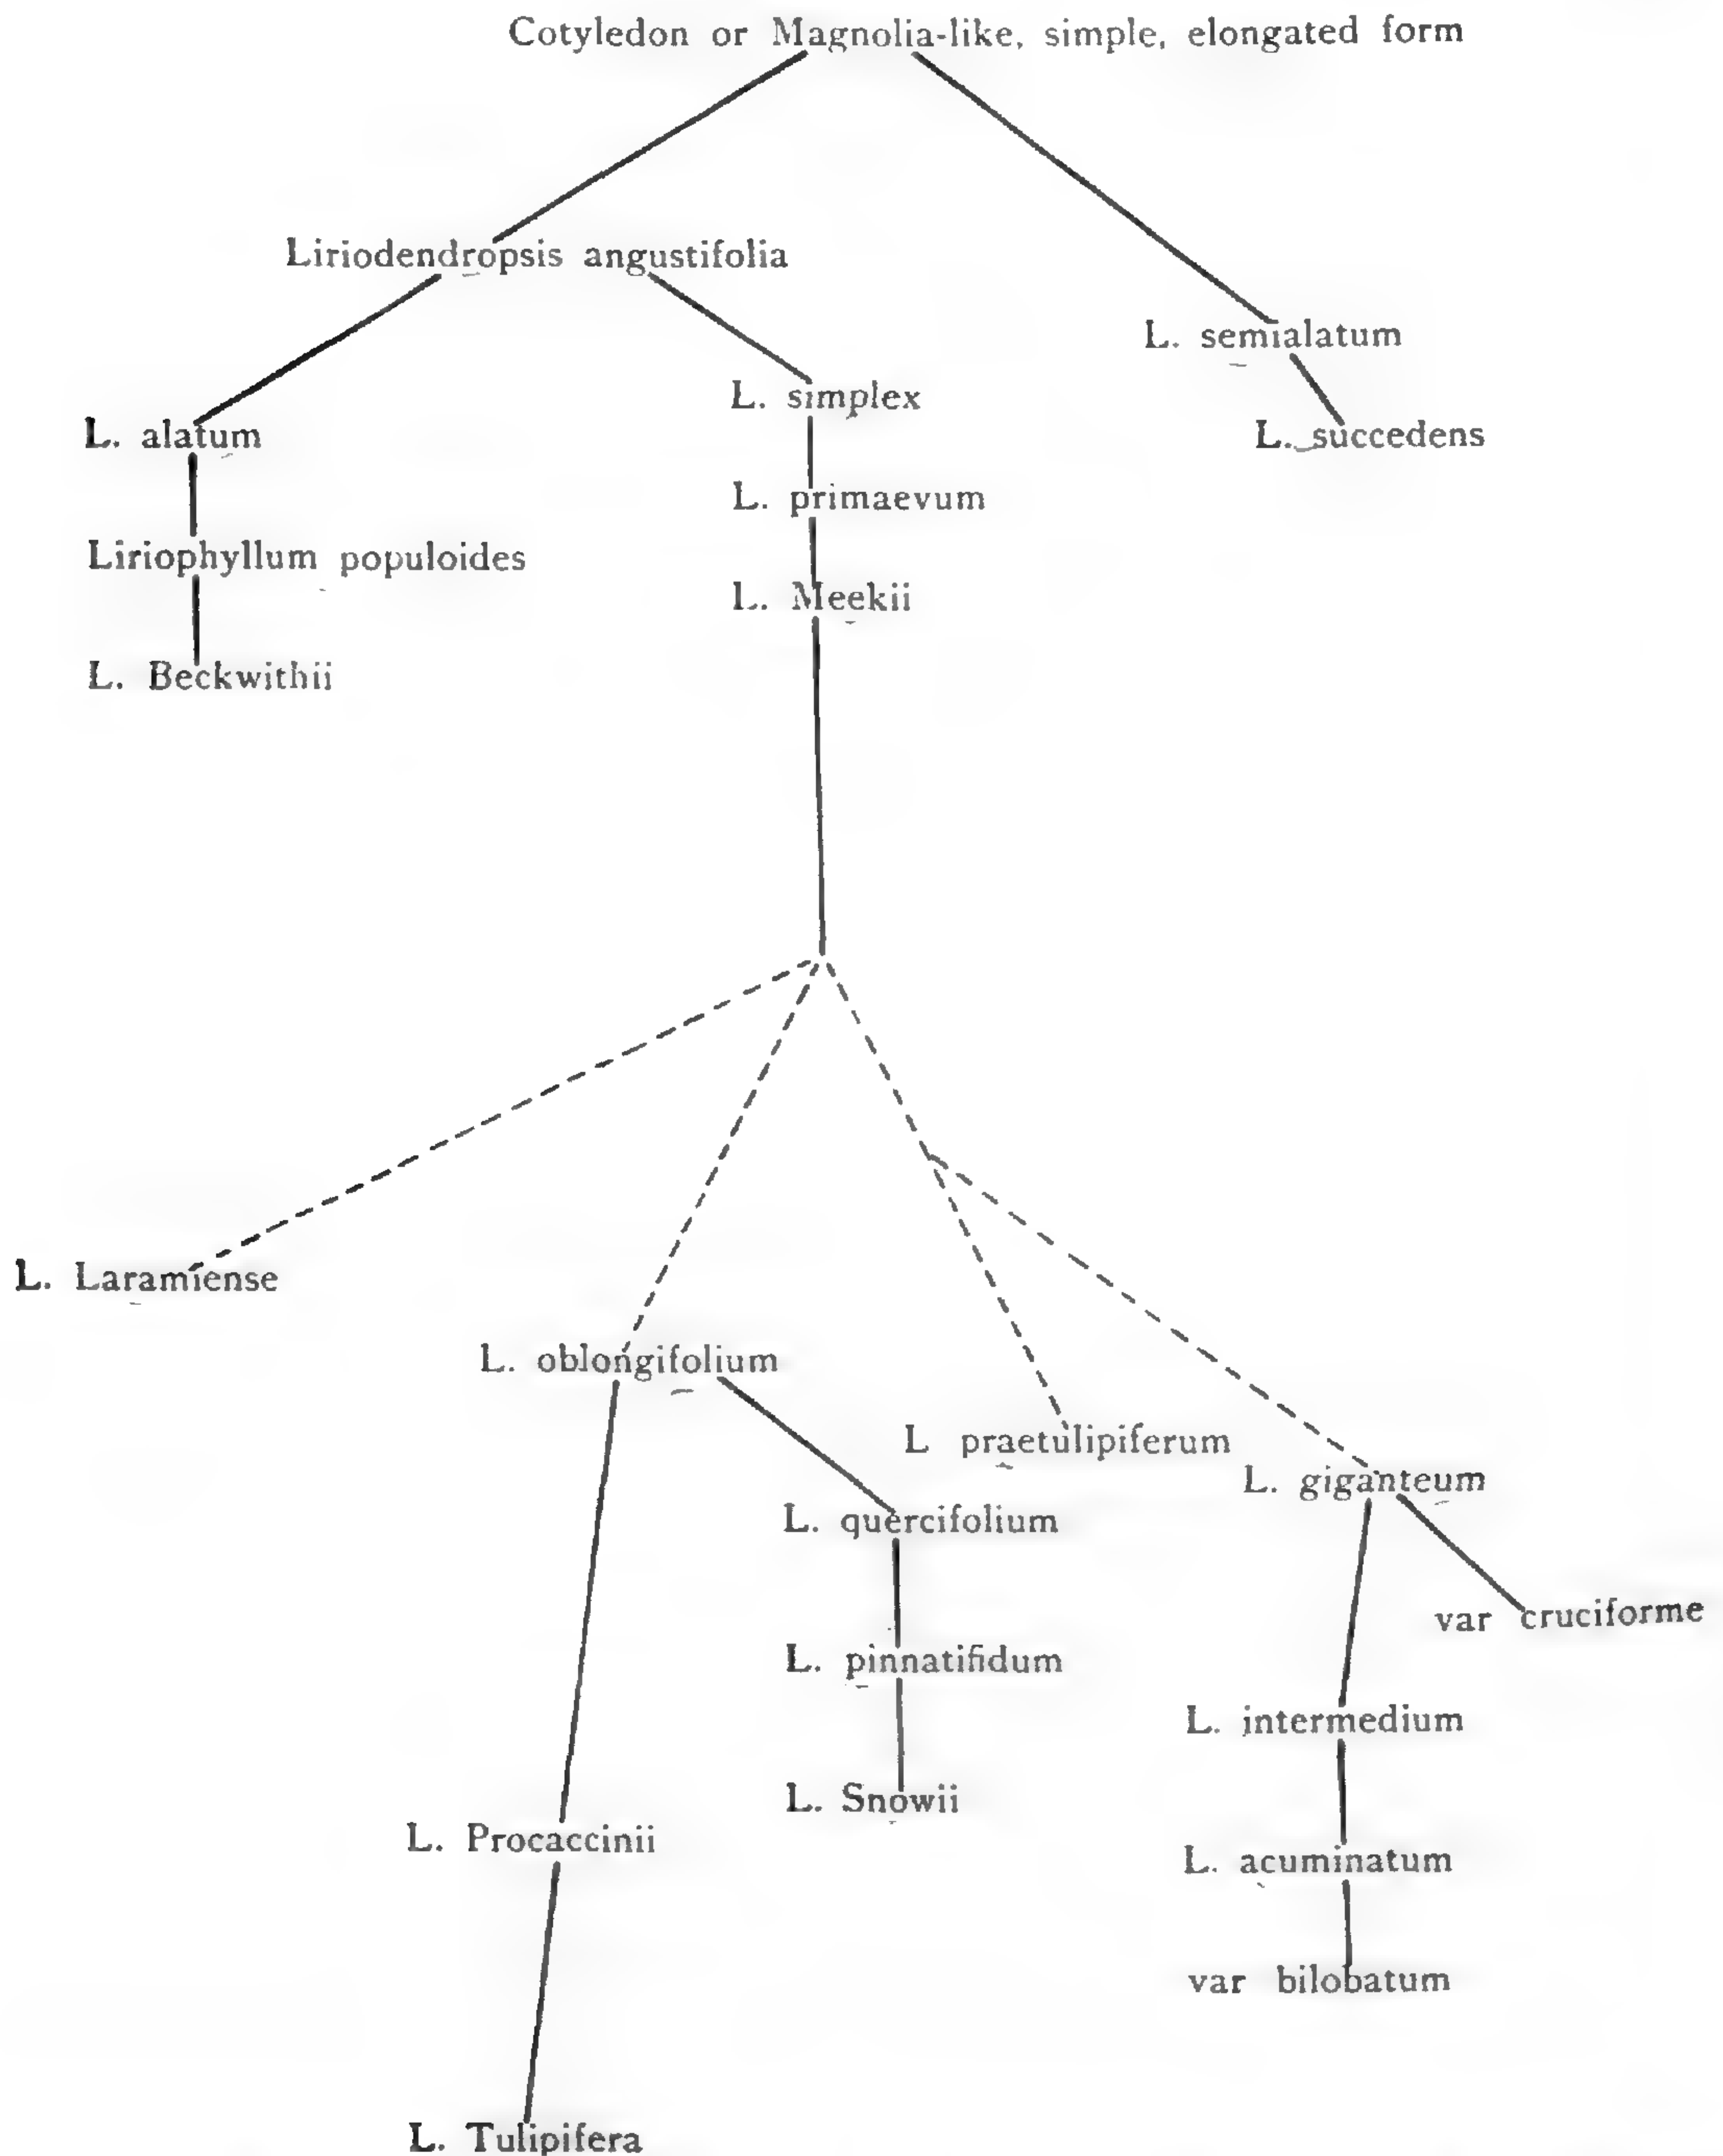 Cotyledon or Magnolia-like, simple, elongated form
Liriodendropsis angustifolia
L. semialatum
L. simplex
L. alatum
L. succedens
L. primaevum
Liriophyllum populoides
L. Meekii
L. Beckwithii
L. Laramiense
L. oblongifolium
L praetulipiferum
L. giganteum
L. quercifolium
var cruciforme
L. pinnatifidum
L. intermedium
L. Snowii
L. Procaccinii
L. acuminatum
var bilobatum
L. Tulipifera